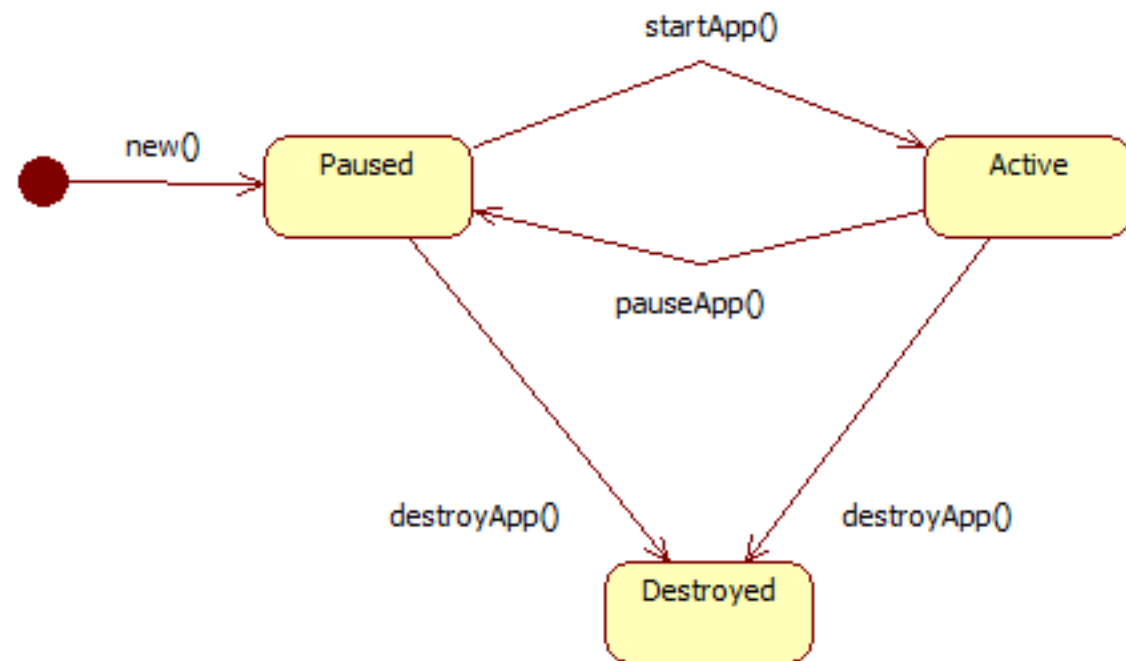 startApp()
new()
Paused
Active
pauseApp()
destroyApp()
destroyApp()
Destroyed